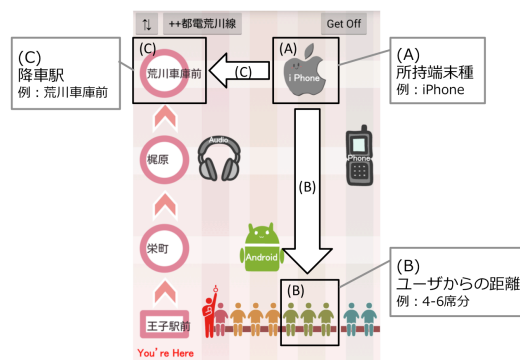 ⇅
++都電荒川線
Get Off
(C)
降車駅
例：荒川車庫前
(C)
荒川車庫前
(C)
(A)
i Phone
(A)
所持端末種
例：iPhone
梶原
Audio
Phone
(B)
栄町
Android
(B)
ユーザからの距離
例：4-6席分
王子駅前
(B)
You're Here